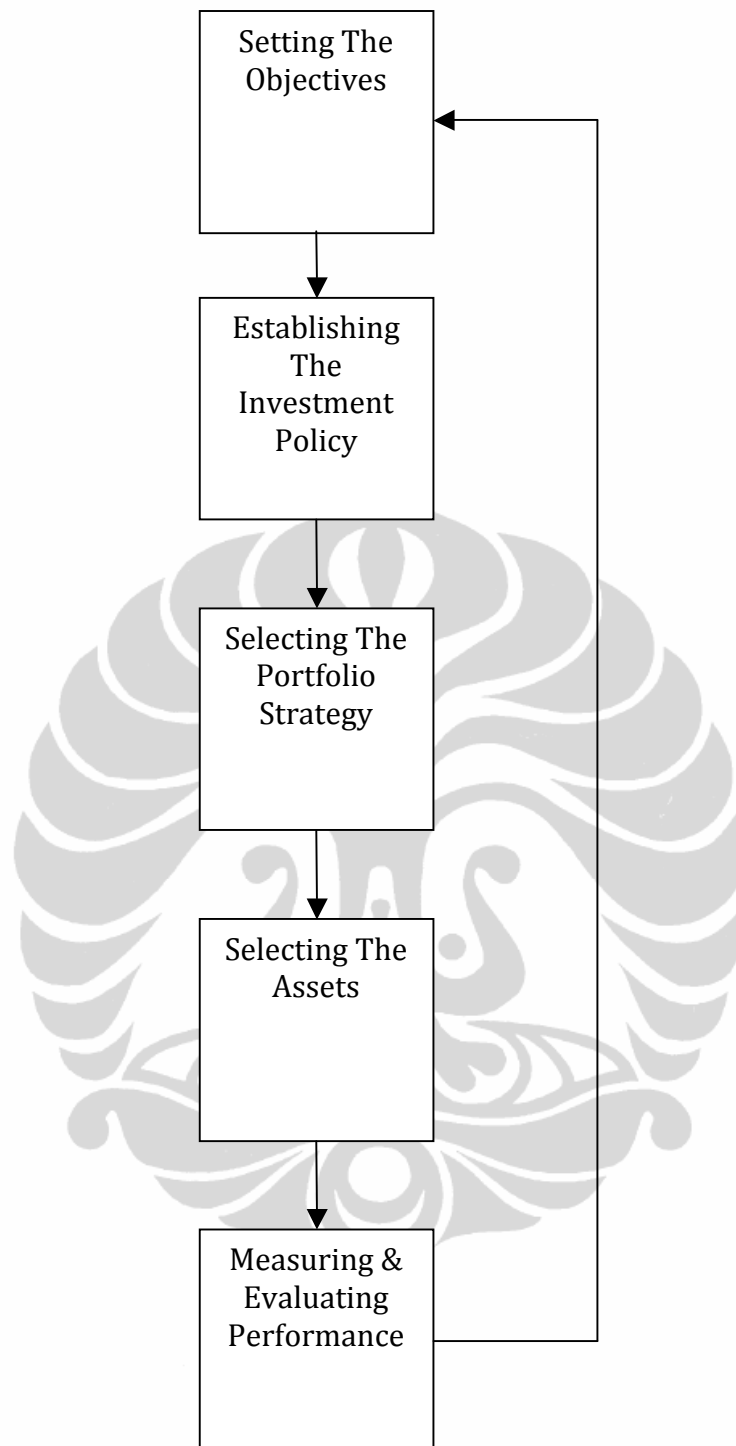 Setting The
Objectives
Establishing
The
Investment
Policy
Selecting The
Portfolio
Strategy
Selecting The
Assets
Measuring &
Evaluating
Performance